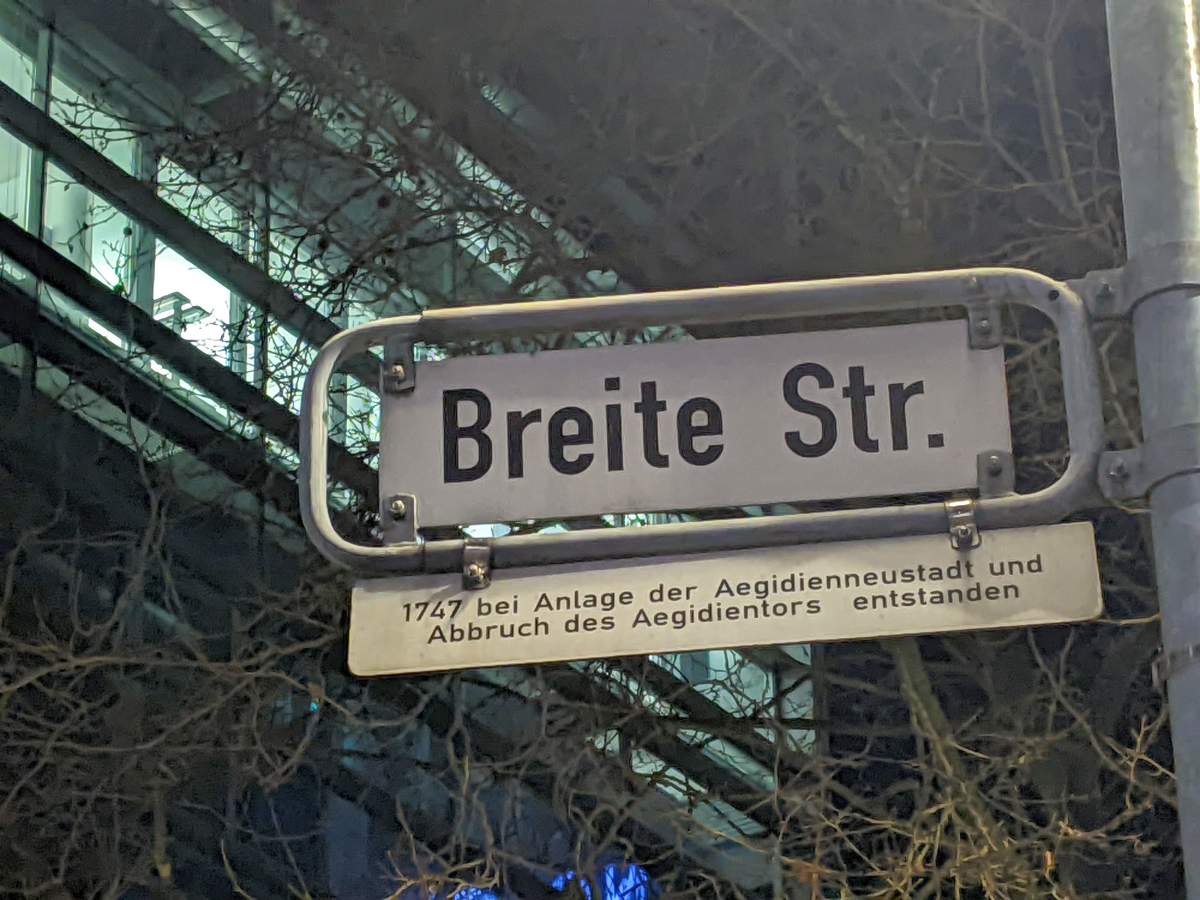 Breite Str.
1747 bei Anlage der Aegidienneustadt und
Abbruch des Aegidientors entstanden